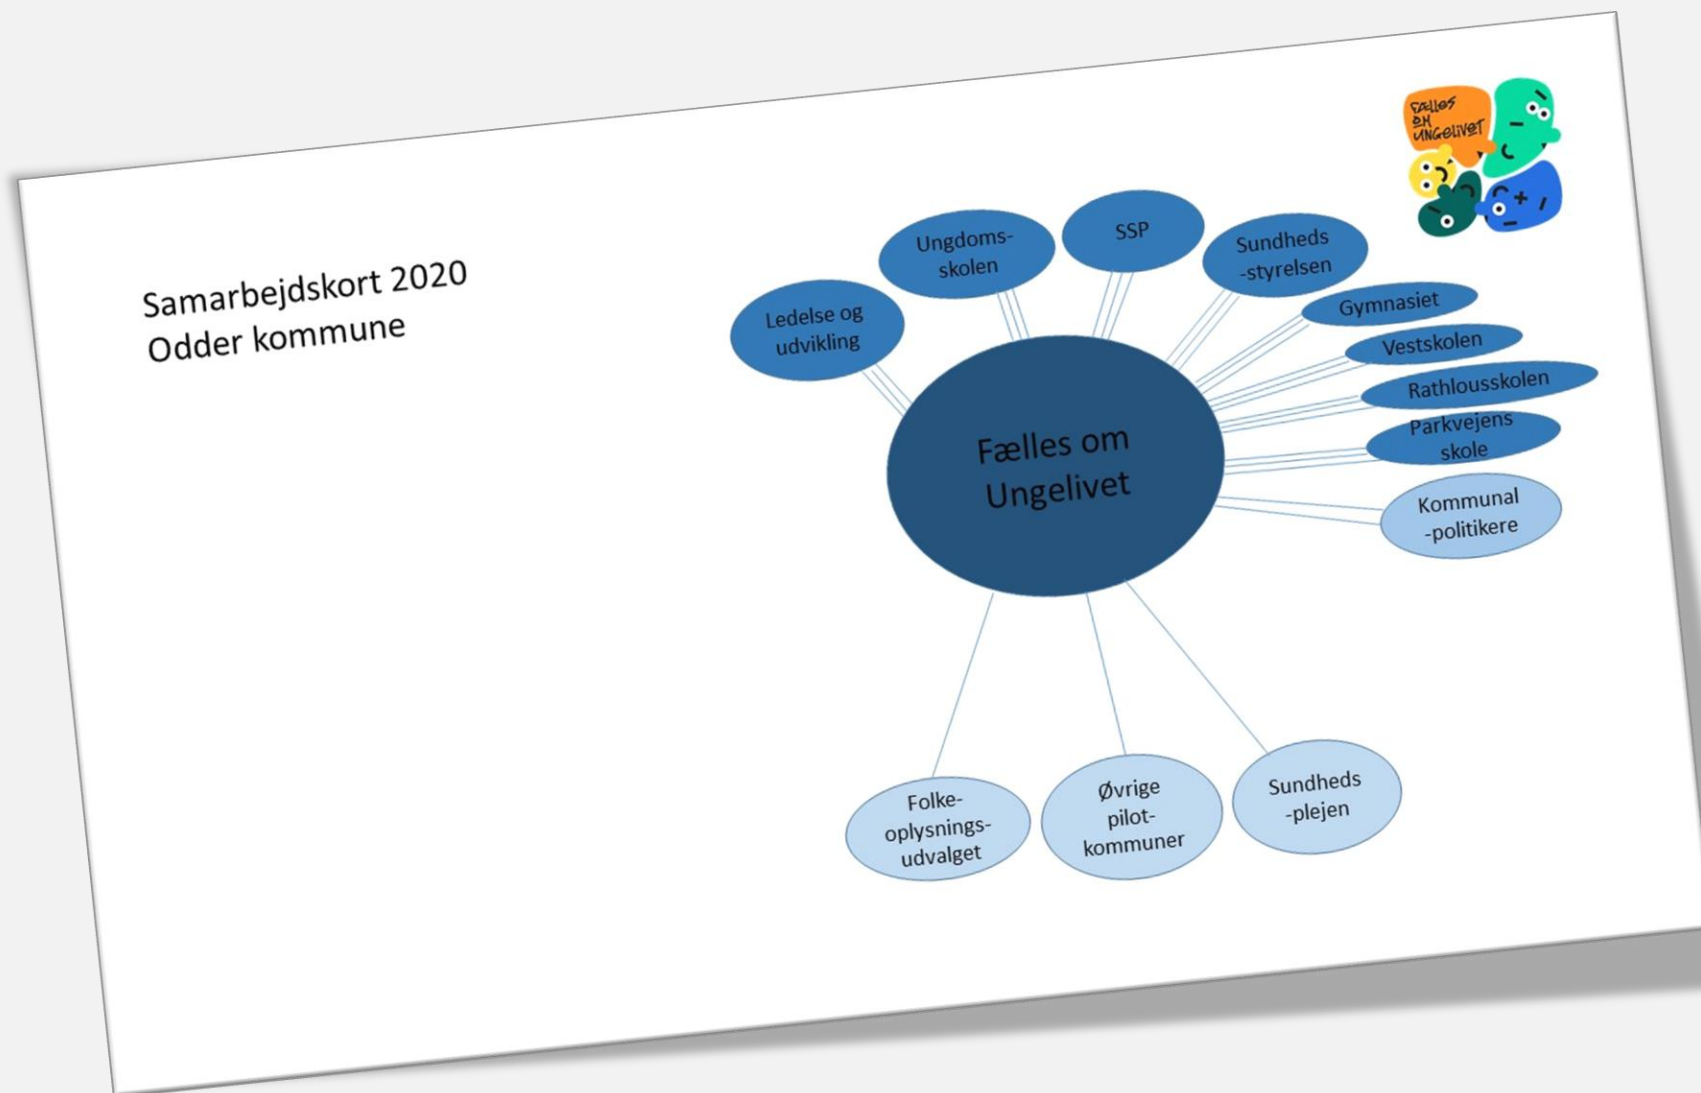 Samarbejdskort 2020
Odder kommune
FÆLLES
OM
UNGELIVET
Ledelse og
udvikling
Ungdoms-
skolen
SSP
Sundheds
-styrelsen
Gymnasiet
Vestskolen
Rathlousskolen
Parkvejens
skole
Kommunal
-politikere
Fælles om
Ungelivet
Folke-
oplysnings-
udvalget
Øvrige
pilot-
kommuner
Sundheds
-plejen